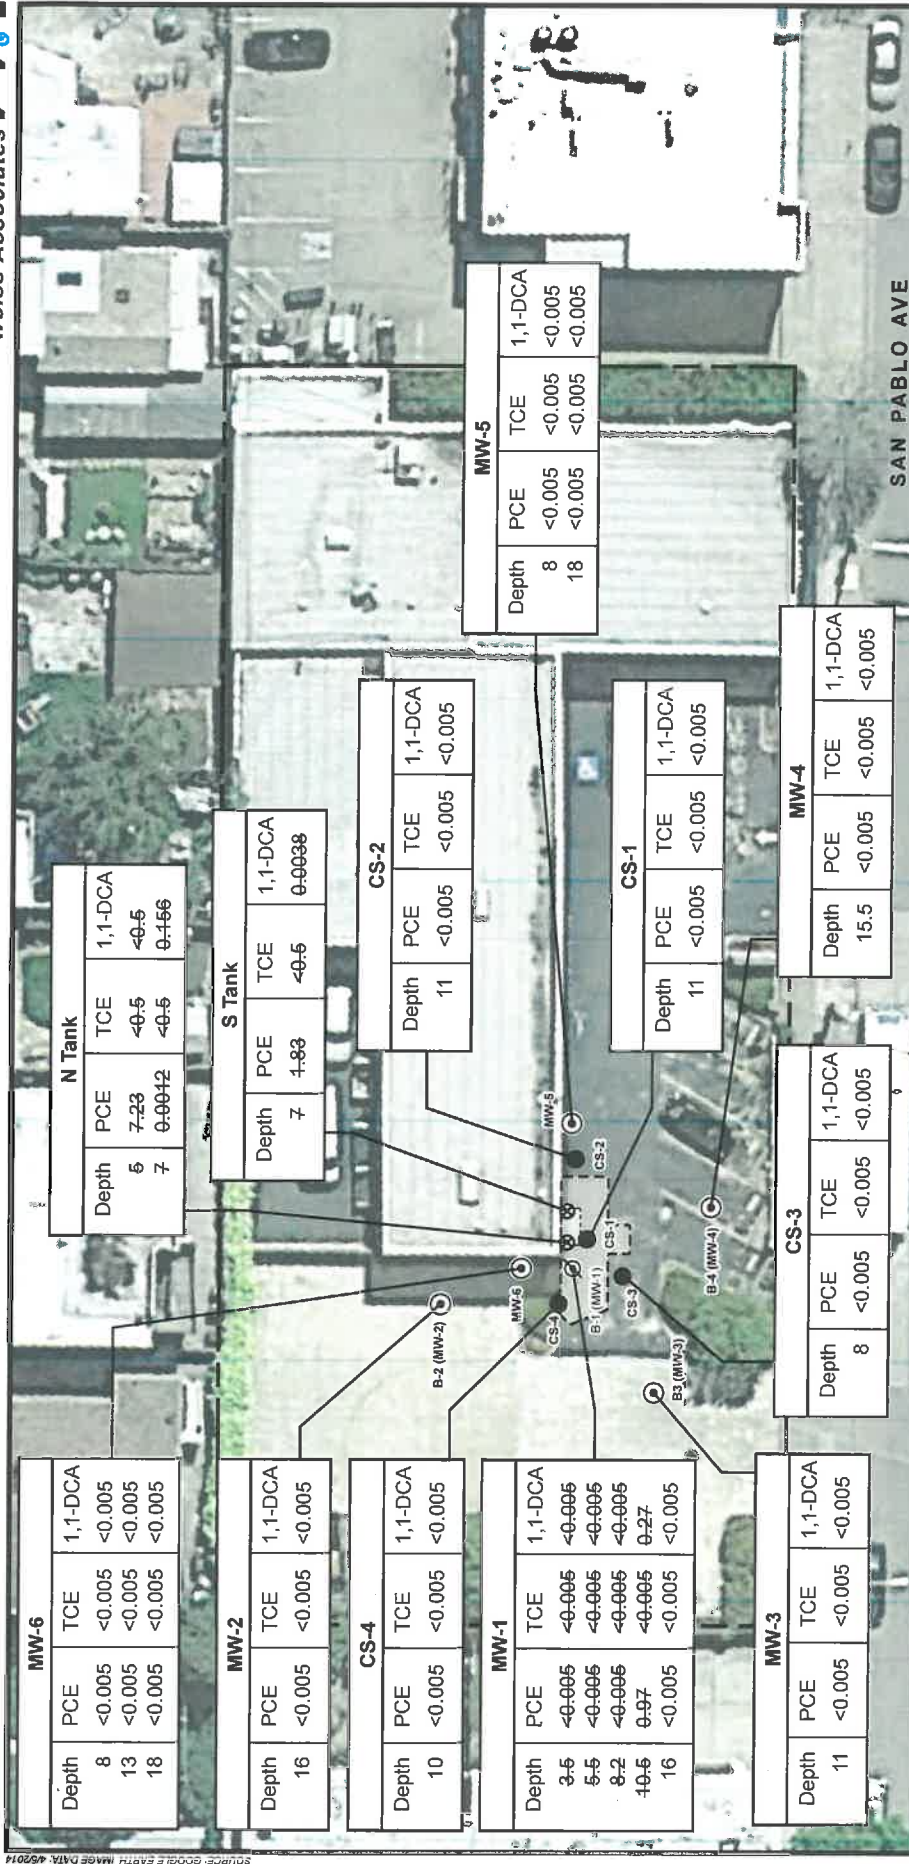 MW-6
Depth PCE TCE 1,1-DCA
8 <0.005 <0.005 <0.005
13 <0.005 <0.005 <0.005
18 <0.005 <0.005 <0.005
MW-2
Depth PCE TCE 1,1-DCA
16 <0.005 <0.005 <0.005
CS-4
Depth PCE TCE 1,1-DCA
10 <0.005 <0.005 <0.005
MW-1
Depth PCE TCE 1,1-DCA
3.5 <0.005 <0.005 <0.005
5.5 <0.005 <0.005 <0.005
8.2 <0.005 <0.005 <0.005
10.5 0.97 <0.005 0.27
16 <0.005 <0.005 <0.005
MW-3
Depth PCE TCE 1,1-DCA
11 <0.005 <0.005 <0.005
N Tank
Depth PCE TCE 1,1-DCA
5 7.23 <0.5 <0.5
7 0.0012 <0.5 0.156
S Tank
Depth PCE TCE 1,1-DCA
7 1.83 <0.5 0.0038
CS-2
Depth PCE TCE 1,1-DCA
11 <0.005 <0.005 <0.005
CS-1
Depth PCE TCE 1,1-DCA
11 <0.005 <0.005 <0.005
CS-3
Depth PCE TCE 1,1-DCA
8 <0.005 <0.005 <0.005
MW-5
Depth PCE TCE 1,1-DCA
8 <0.005 <0.005 <0.005
18 <0.005 <0.005 <0.005
MW-4
Depth PCE TCE 1,1-DCA
15.5 <0.005 <0.005 <0.005
B-2 (MW-2)
MW-6
CS-4
B-1 (MW-1)
CS-1
CS-3
B3 (MW-3)
CS-2
MW-5
B-4 (MW-4)
SAN PABLO AVE
SOURCE: GOOGLE EARTH IMAGE DATA: 4/5/2014